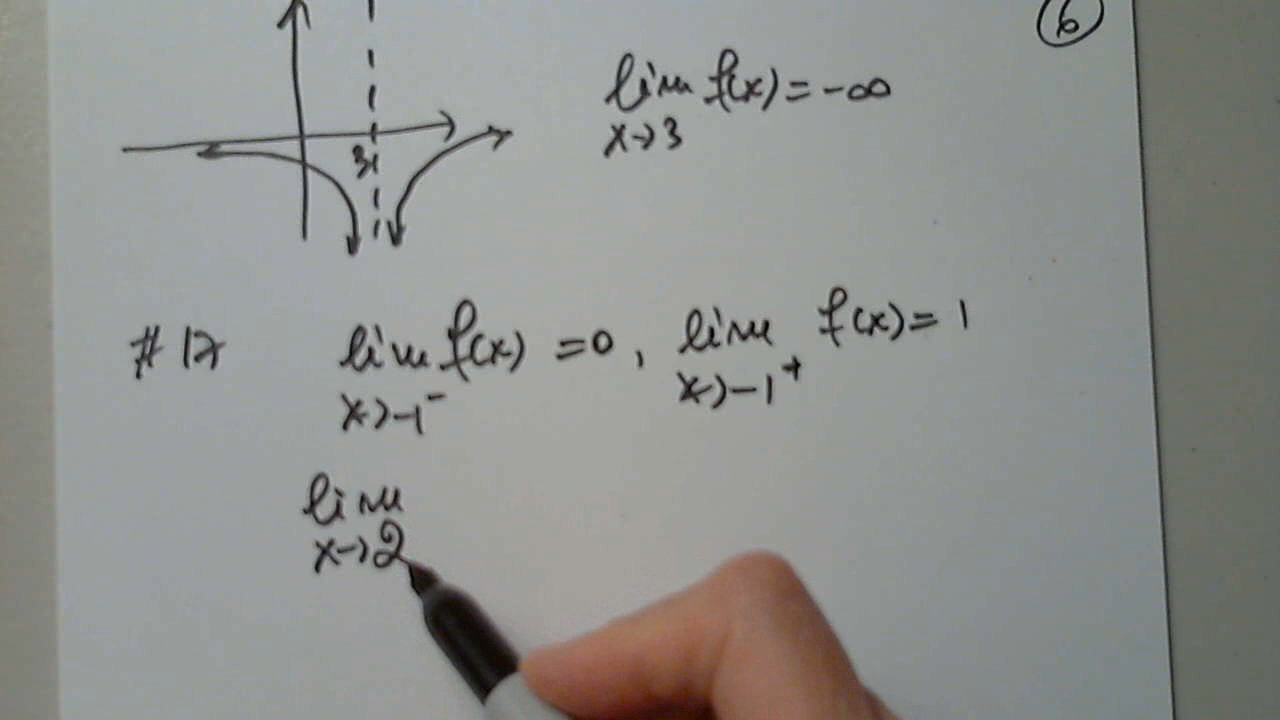 6
lim f(x) = -∞
x→3
3
# 17 lim f(x) = 0, lim f(x) = 1
x→-1⁻ x→-1⁺
lim
x→2